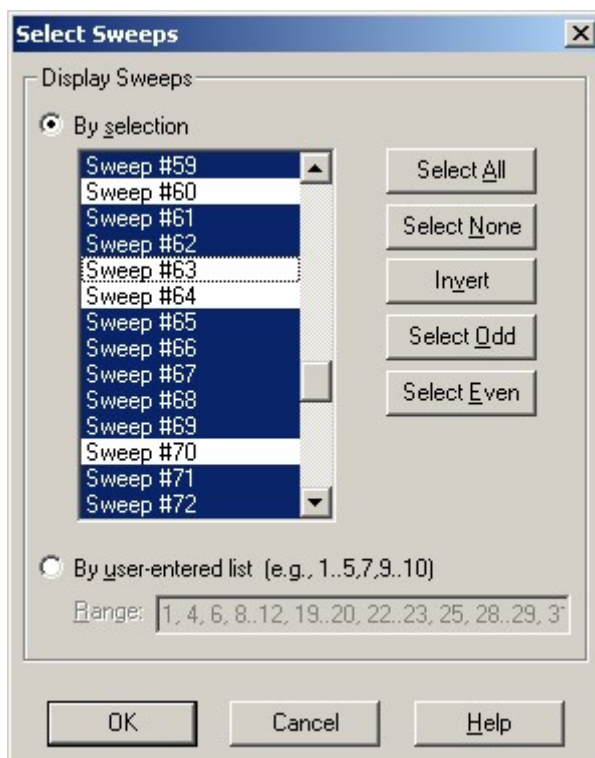 Select Sweeps
Display Sweeps
By selection
Sweep #59
Sweep #60
Sweep #61
Sweep #62
Sweep #63
Sweep #64
Sweep #65
Sweep #66
Sweep #67
Sweep #68
Sweep #69
Sweep #70
Sweep #71
Sweep #72
Select All
Select None
Invert
Select Odd
Select Even
By user-entered list (e.g., 1..5,7,9..10)
Range: 1, 4, 6, 8..12, 19..20, 22..23, 25, 28..29,
OK
Cancel
Help